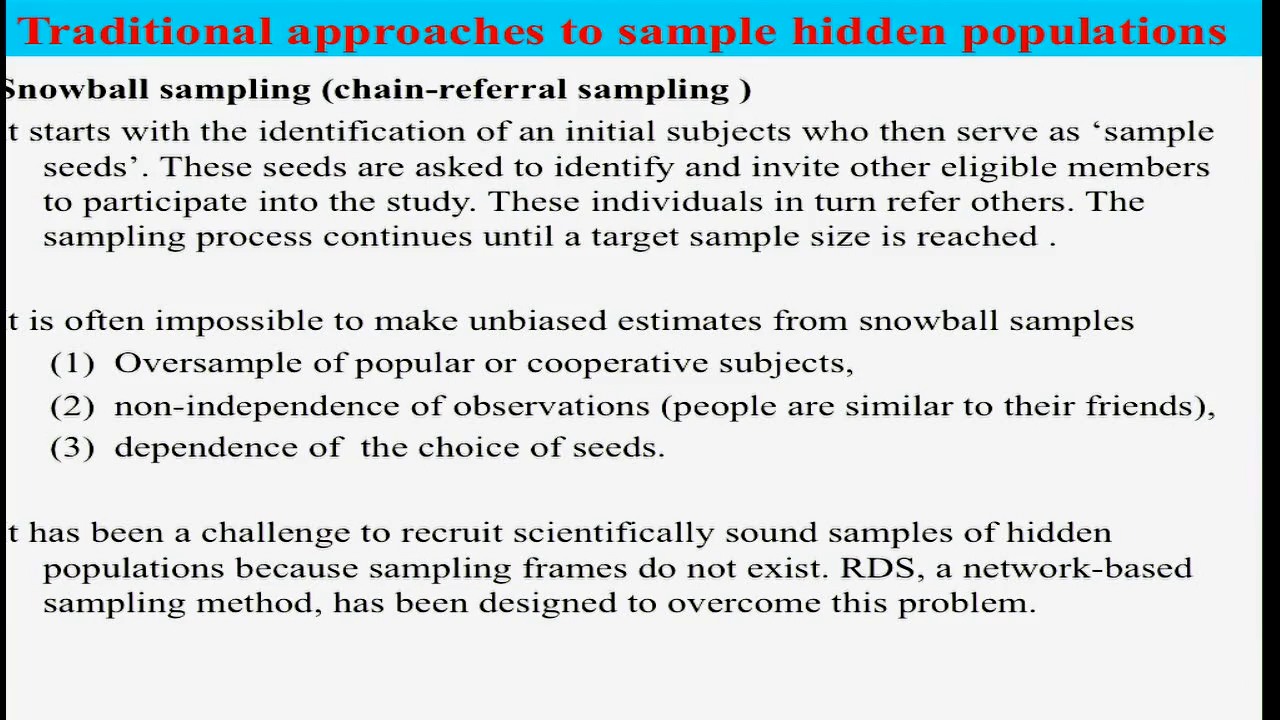 Traditional approaches to sample hidden populations
Snowball sampling (chain-referral sampling )
t starts with the identification of an initial subjects who then serve as ‘sample
seeds’. These seeds are asked to identify and invite other eligible members
to participate into the study. These individuals in turn refer others. The
sampling process continues until a target sample size is reached .
t is often impossible to make unbiased estimates from snowball samples
(1) Oversample of popular or cooperative subjects,
(2) non-independence of observations (people are similar to their friends),
(3) dependence of the choice of seeds.
t has been a challenge to recruit scientifically sound samples of hidden
populations because sampling frames do not exist. RDS, a network-based
sampling method, has been designed to overcome this problem.